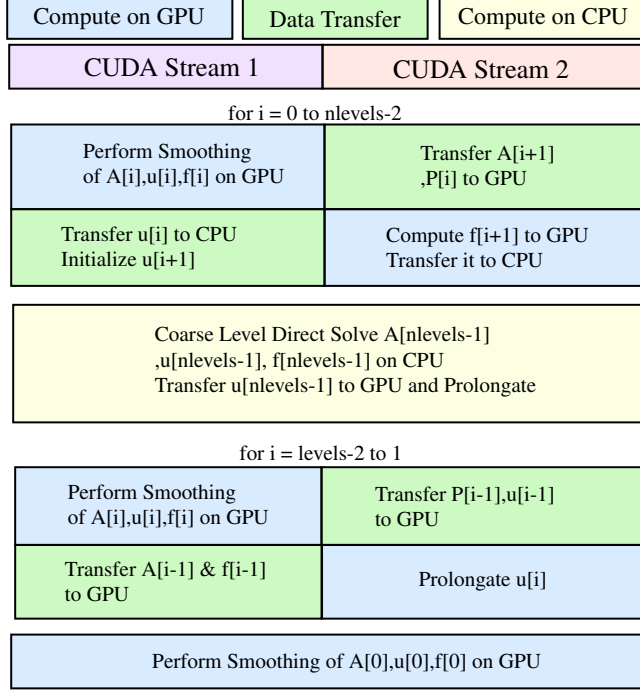 Compute on GPU
Data Transfer
Compute on CPU
CUDA Stream 1
CUDA Stream 2
for i = 0 to nlevels-2
Perform Smoothing
of A[i],u[i],f[i] on GPU
Transfer A[i+1]
,P[i] to GPU
Transfer u[i] to CPU
Initialize u[i+1]
Compute f[i+1] to GPU
Transfer it to CPU
Coarse Level Direct Solve A[nlevels-1]
,u[nlevels-1], f[nlevels-1] on CPU
Transfer u[nlevels-1] to GPU and Prolongate
for i = levels-2 to 1
Perform Smoothing
of A[i],u[i],f[i] on GPU
Transfer P[i-1],u[i-1]
to GPU
Transfer A[i-1] & f[i-1]
to GPU
Prolongate u[i]
Perform Smoothing of A[0],u[0],f[0] on GPU